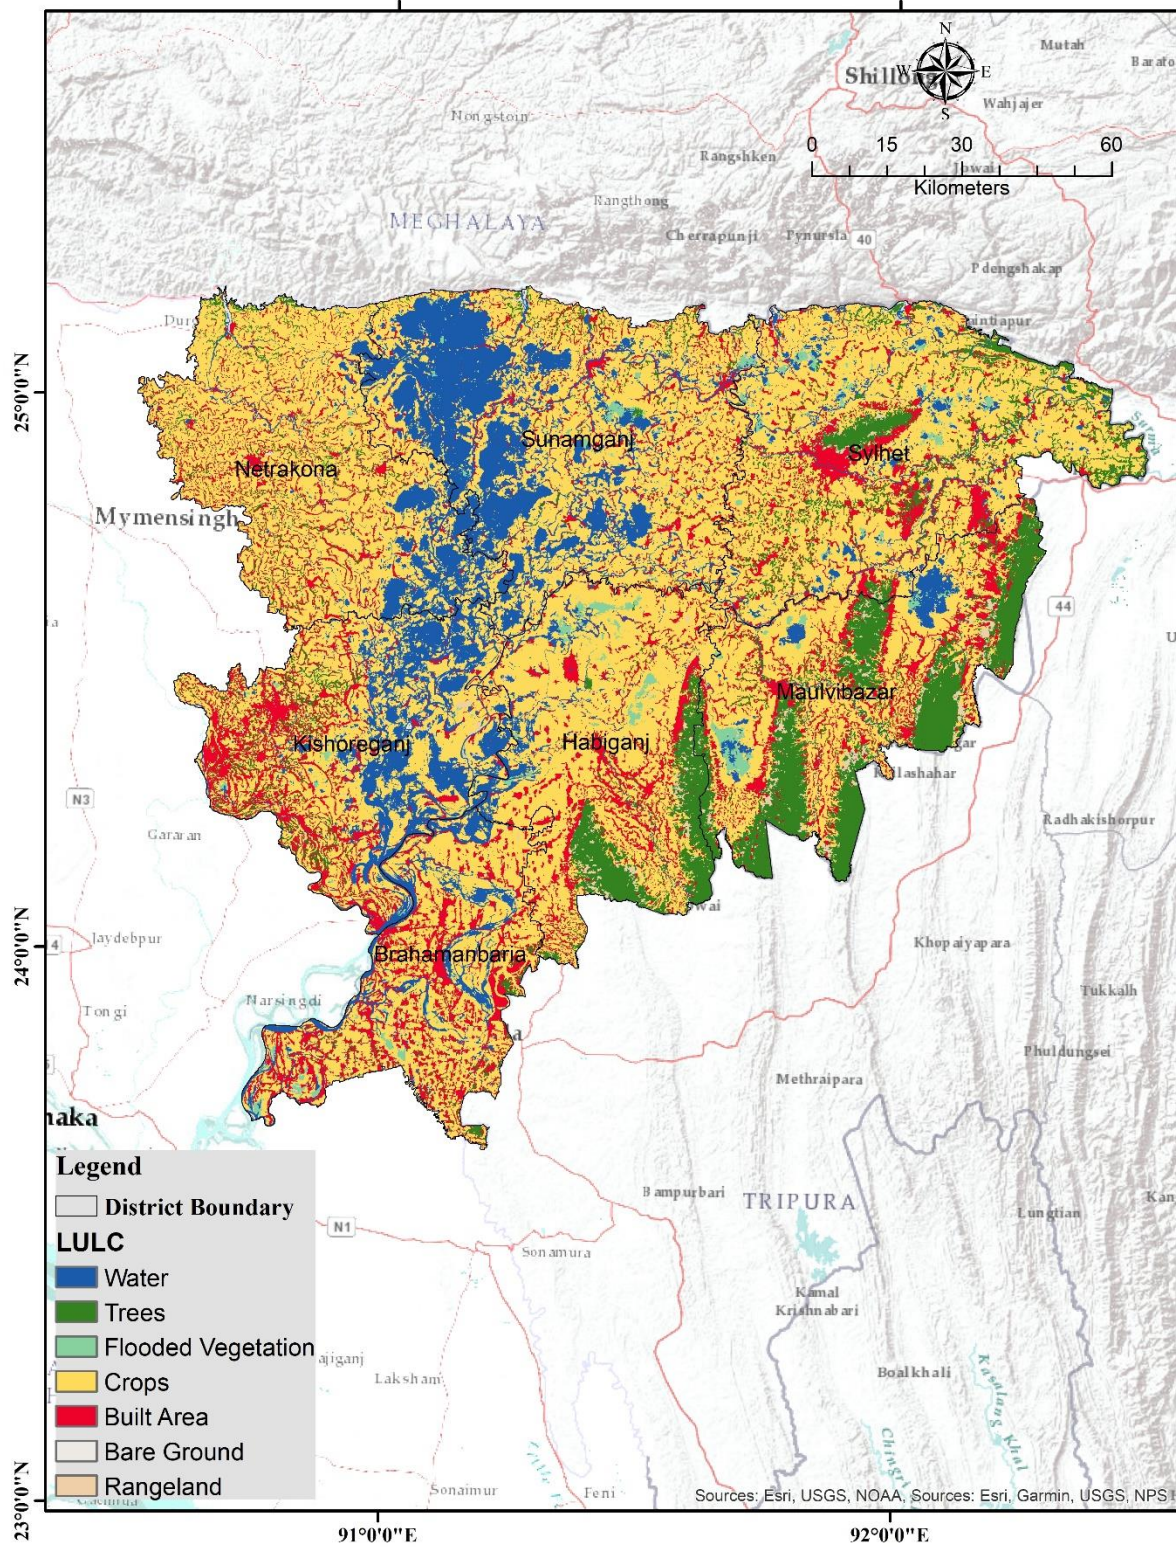 N
W
E
S
Mutah
Shillong
Wahjajer
Nongstoin
Rangshken
0 15 30 60
Kilometers
Jowai
Rangthong
MEGHALAYA
Cherrapunji
Pynursla
40
Pdengshakap
25°0'0"N
Sunamganj
Sylhet
Surma
Netrakona
Mymensingh
44
Maulvibazar
Kishoreganj
Habiganj
N3
Gararan
Radhakishorpur
Jaydebpur
24°0'0"N
Brahamanbaria
Khopaiyapara
Narsingdi
Tongi
Tukkalh
Phuldungsei
Methraipara
Legend
District Boundary
LULC
Water
Trees
Flooded Vegetation
Crops
Built Area
Bare Ground
Rangeland
Bampurbari
TRIPURA
Lungtian
N1
Sonamura
Kamal
Krishnabari
Laksham
Boalkhali
Kasalang Khal
Sonaimur
Feni
Sources: Esri, USGS, NOAA, Sources: Esri, Garmin, USGS, NPS
23°0'0"N
91°0'0"E
92°0'0"E